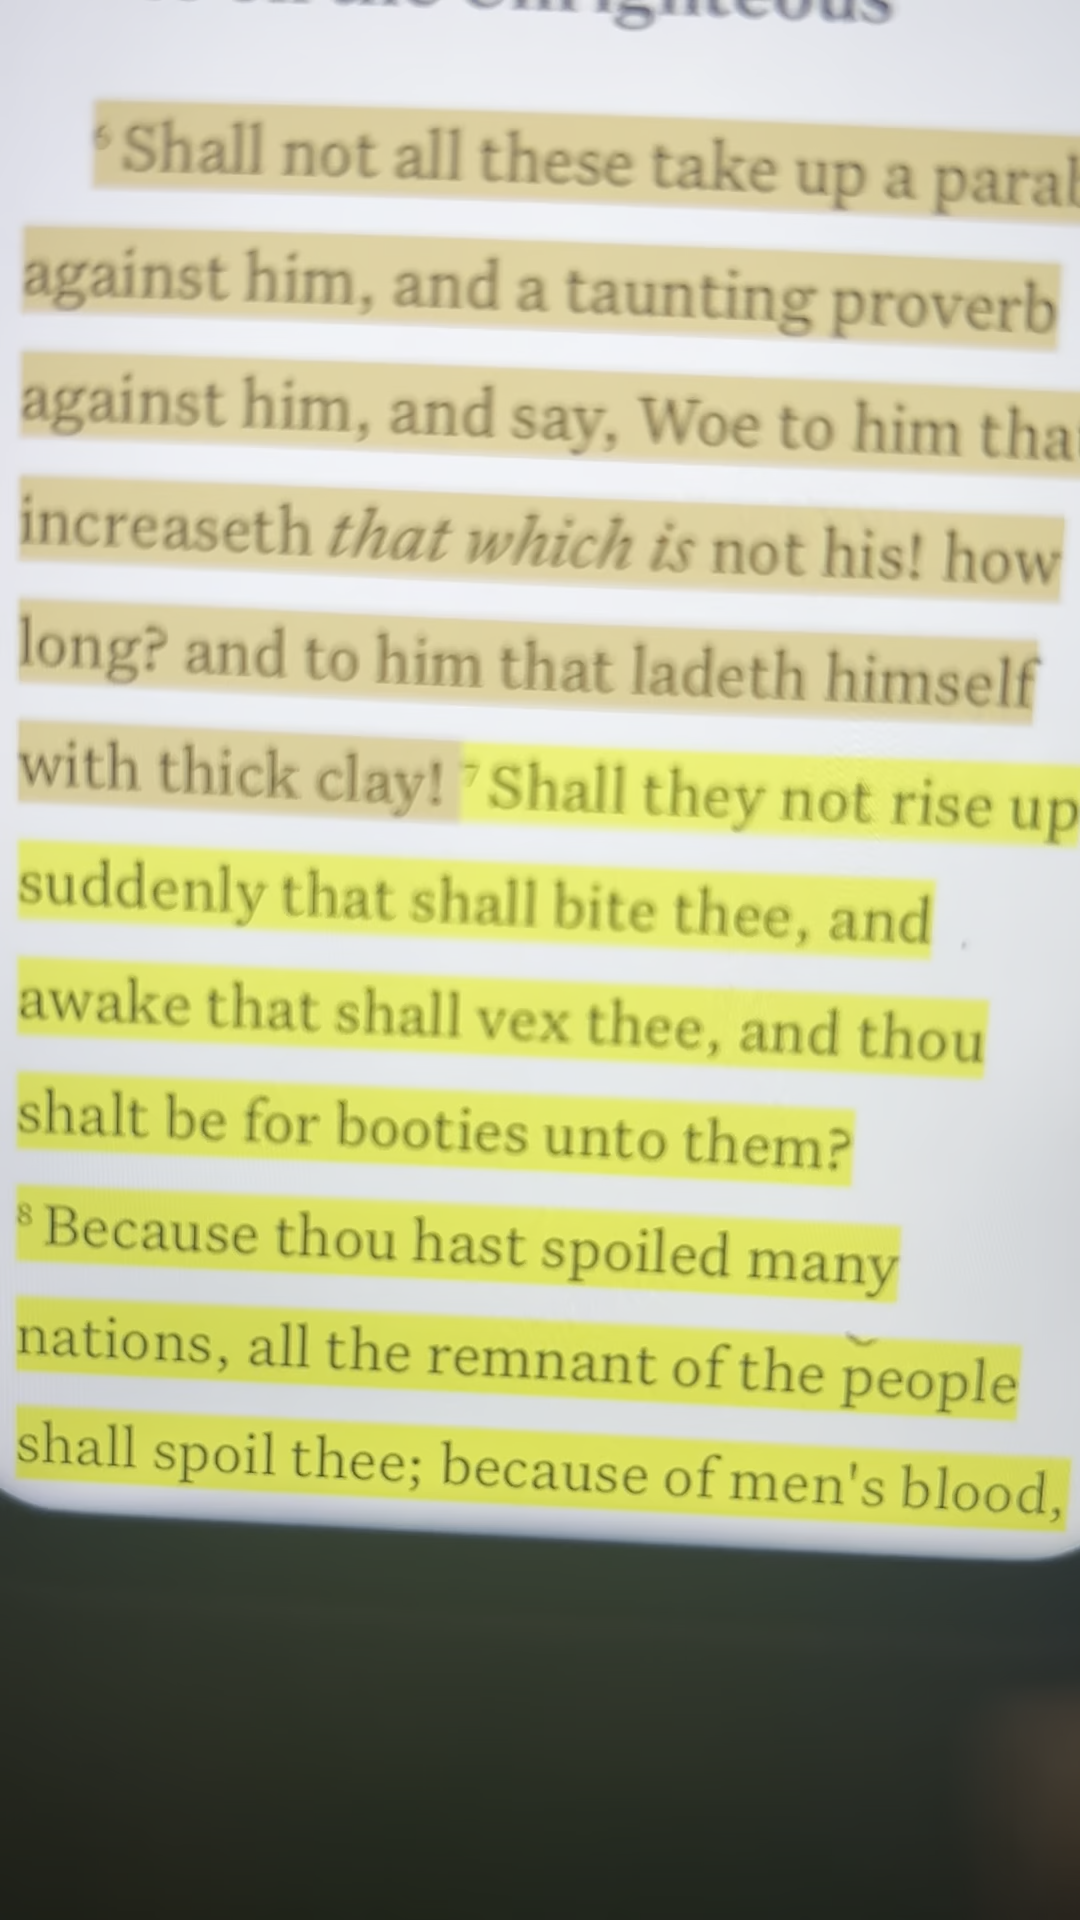 ⁶ Shall not all these take up a
against him, and a taunting proverb
against him, and say, Woe to him
increaseth that which is not his! how
long? and to him that ladeth himself
with thick clay! ⁷ Shall they not rise up
suddenly that shall bite thee, and
awake that shall vex thee, and thou
shalt be for booties unto them?
⁸ Because thou hast spoiled many
nations, all the remnant of the people
shall spoil thee; because of men's blood,